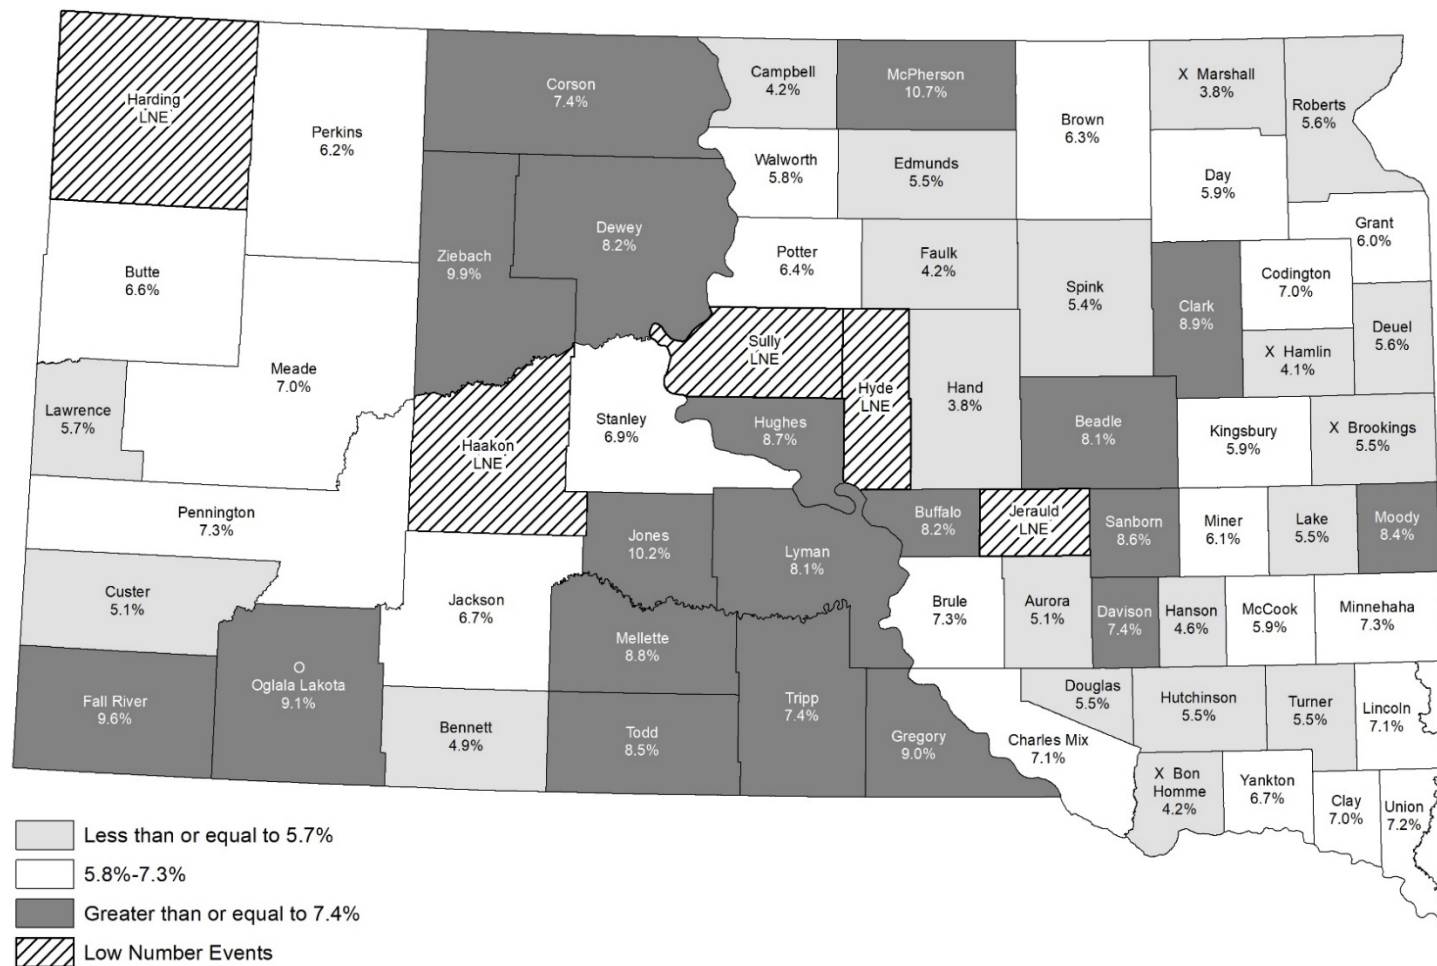 Harding
LNE
Perkins
6.2%
Corson
7.4%
Campbell
4.2%
McPherson
10.7%
Brown
6.3%
X Marshall
3.8%
Roberts
5.6%
Walworth
5.8%
Edmunds
5.5%
Day
5.9%
Grant
6.0%
Butte
6.6%
Ziebach
9.9%
Dewey
8.2%
Potter
6.4%
Faulk
4.2%
Spink
5.4%
Clark
8.9%
Codington
7.0%
Deuel
5.6%
X Hamlin
4.1%
Lawrence
5.7%
Meade
7.0%
Haakon
LNE
Stanley
6.9%
Sully
LNE
Hyde
LNE
Hand
3.8%
Hughes
8.7%
Beadle
8.1%
Kingsbury
5.9%
X Brookings
5.5%
Pennington
7.3%
Jones
10.2%
Lyman
8.1%
Buffalo
8.2%
Jerauld
LNE
Sanborn
8.6%
Miner
6.1%
Lake
5.5%
Moody
8.4%
Custer
5.1%
Jackson
6.7%
Mellette
8.8%
Brule
7.3%
Aurora
5.1%
Davison
7.4%
Hanson
4.6%
McCook
5.9%
Minnehaha
7.3%
Fall River
9.6%
O
Oglala Lakota
9.1%
Bennett
4.9%
Todd
8.5%
Tripp
7.4%
Gregory
9.0%
Charles Mix
7.1%
Douglas
5.5%
Hutchinson
5.5%
Turner
5.5%
Lincoln
7.1%
X Bon
Homme
4.2%
Yankton
6.7%
Clay
7.0%
Union
7.2%
Less than or equal to 5.7%
5.8%-7.3%
Greater than or equal to 7.4%
Low Number Events